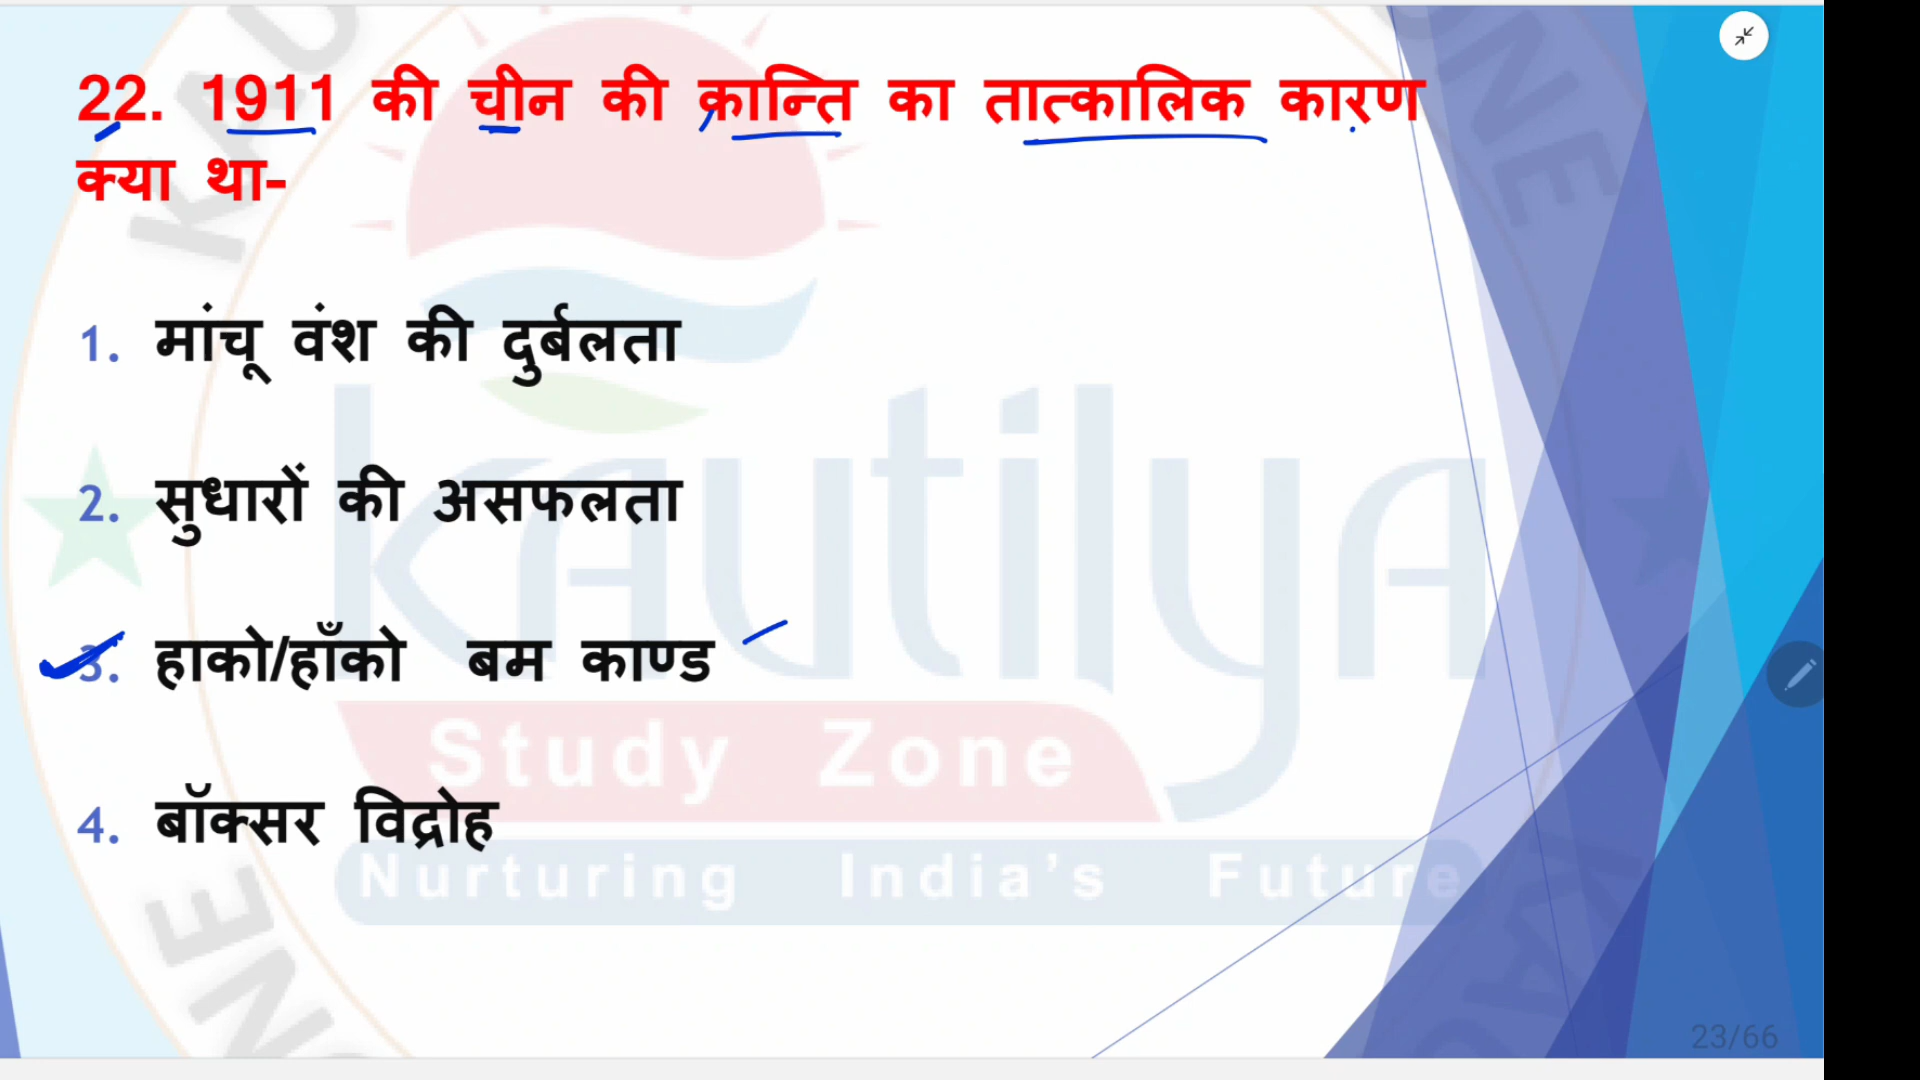 22. 1911 की चीन की क्रान्ति का तात्कालिक कारण
क्या था-
1. मांचू वंश की दुर्बलता
2. सुधारों की असफलता
3. हाको/हाँको बम काण्ड
4. बॉक्सर विद्रोह
kautilya
Study Zone
Nurturing India's Future
23/66